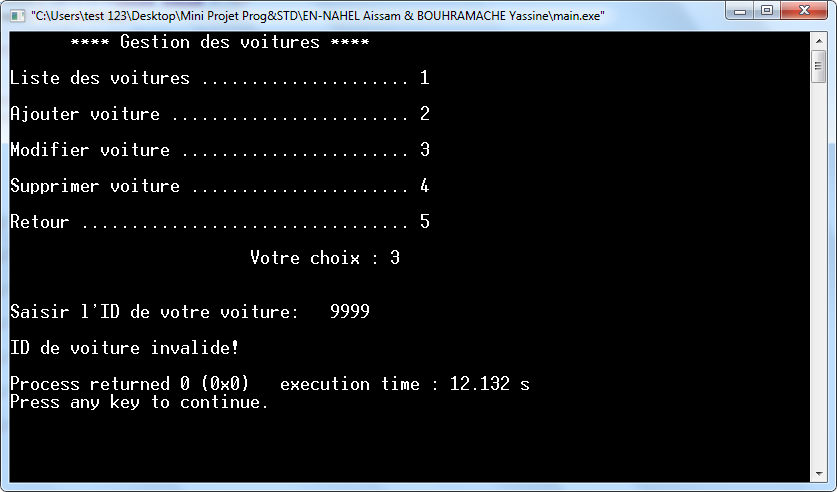 "C:\Users\test 123\Desktop\Mini Projet Prog&STD\EN-NAHEL Aissam & BOUHRAMACHE Yassine\main.exe"
**** Gestion des voitures ****
Liste des voitures ..................... 1
Ajouter voiture ........................ 2
Modifier voiture ....................... 3
Supprimer voiture ...................... 4
Retour ................................. 5
Votre choix : 3
Saisir l'ID de votre voiture:   9999
ID de voiture invalide!
Process returned 0 (0x0)   execution time : 12.132 s
Press any key to continue.